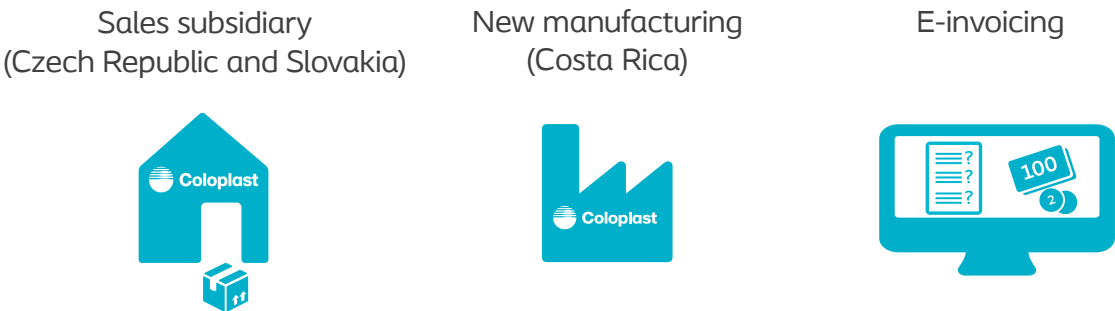 Sales subsidiary
(Czech Republic and Slovakia)
New manufacturing
(Costa Rica)
E-invoicing
Coloplast
Coloplast
?
?
?
100
2